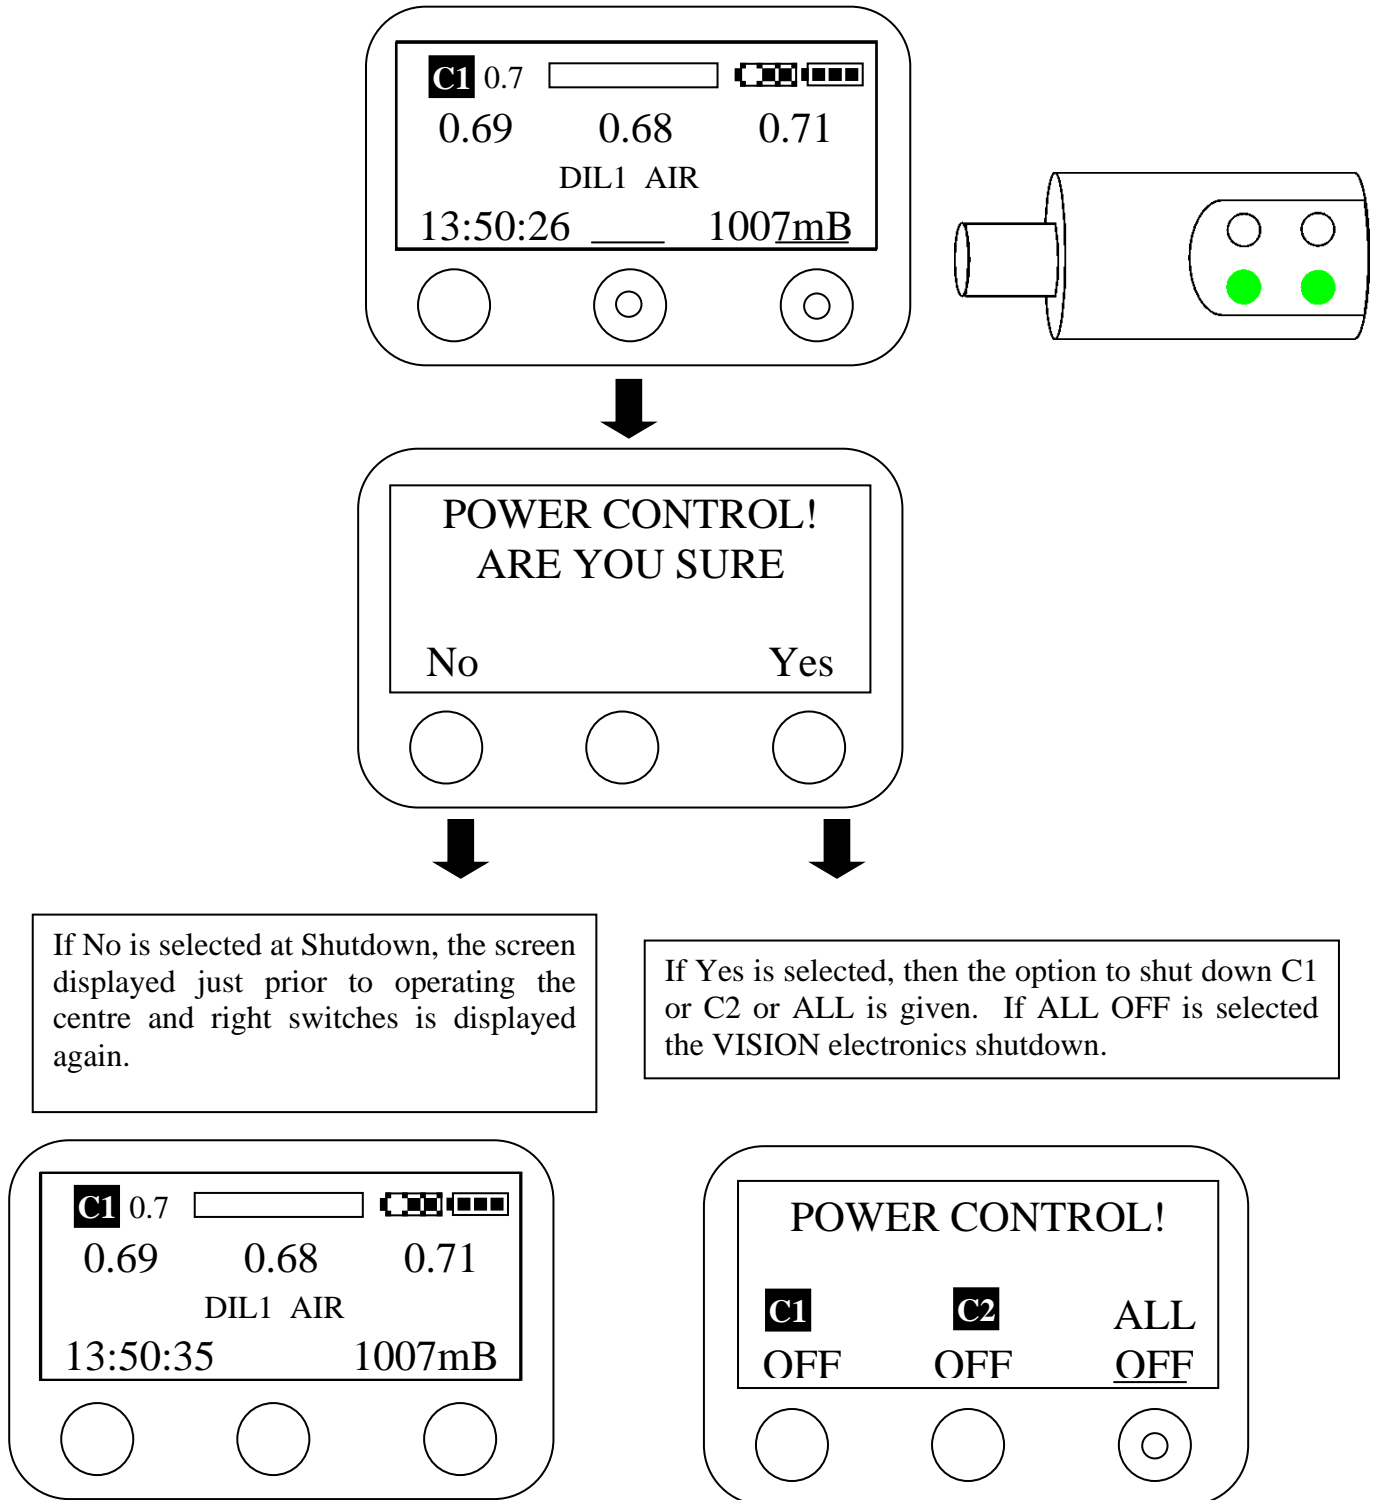 C1 0.7
0.69 0.68 0.71
DIL1 AIR
13:50:26 1007mB
POWER CONTROL!
ARE YOU SURE
No Yes
If No is selected at Shutdown, the screen
displayed just prior to operating the
centre and right switches is displayed
again.
If Yes is selected, then the option to shut down C1
or C2 or ALL is given. If ALL OFF is selected
the VISION electronics shutdown.
C1 0.7
0.69 0.68 0.71
DIL1 AIR
13:50:35 1007mB
POWER CONTROL!
C1 C2 ALL
OFF OFF OFF